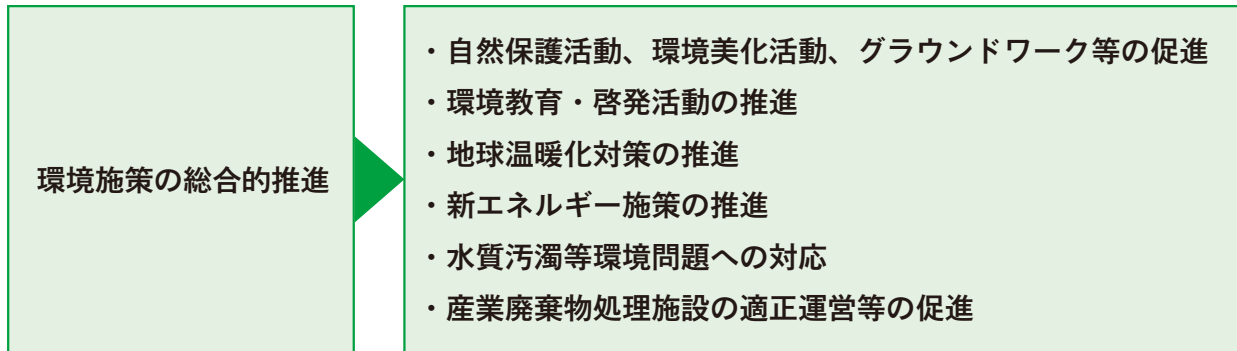 環境施策の総合的推進
・自然保護活動、環境美化活動、グラウンドワーク等の促進
・環境教育・啓発活動の推進
・地球温暖化対策の推進
・新エネルギー施策の推進
・水質汚濁等環境問題への対応
・産業廃棄物処理施設の適正運営等の促進